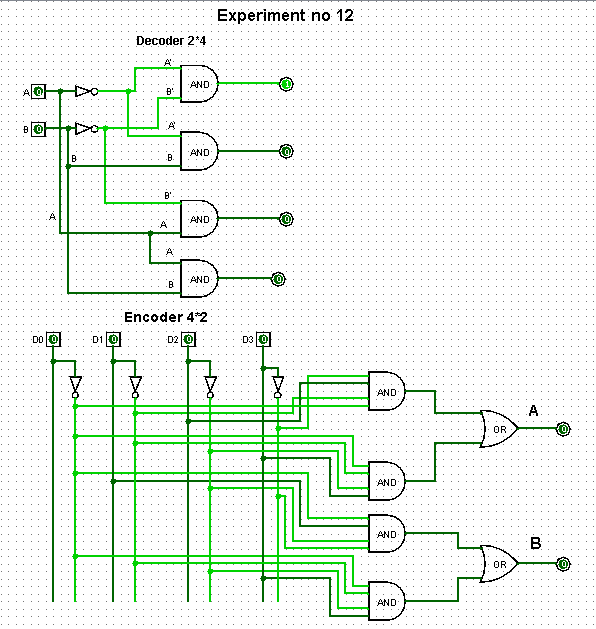 Experiment no 12
Decoder 2*4
A'
AND
1
A 0
B'
A'
B 0
AND
0
B
B
B'
A
A
AND
0
A
AND
0
B
Encoder 4*2
D0 0
D1 0
D2 0
D3 0
AND
A
OR
0
AND
AND
B
OR
0
AND